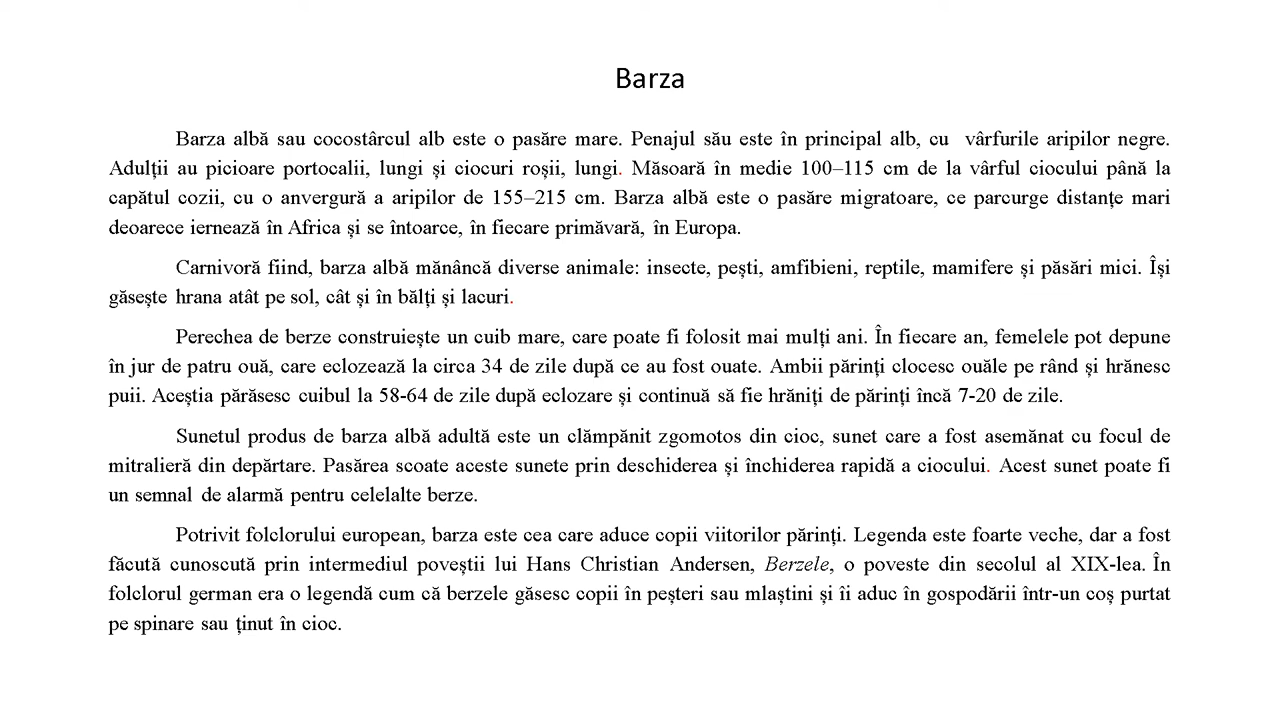 Barza
Barza albă sau cocostârcul alb este o pasăre mare. Penajul său este în principal alb, cu vârfurile aripilor negre.
Adulții au picioare portocalii, lungi și ciocuri roșii, lungi. Măsoară în medie 100–115 cm de la vârful ciocului până la
capătul cozii, cu o anvergură a aripilor de 155–215 cm. Barza albă este o pasăre migratoare, ce parcurge distanțe mari
deoarece iernează în Africa și se întoarce, în fiecare primăvară, în Europa.
Carnivoră fiind, barza albă mănâncă diverse animale: insecte, pești, amfibieni, reptile, mamifere și păsări mici. Își
găsește hrana atât pe sol, cât și în bălți și lacuri.
Perechea de berze construiește un cuib mare, care poate fi folosit mai mulți ani. În fiecare an, femelele pot depune
în jur de patru ouă, care eclozează la circa 34 de zile după ce au fost ouate. Ambii părinți clocesc ouăle pe rând și hrănesc
puii. Aceștia părăsesc cuibul la 58-64 de zile după eclozare și continuă să fie hrăniți de părinți încă 7-20 de zile.
Sunetul produs de barza albă adultă este un clămpănit zgomotos din cioc, sunet care a fost asemănat cu focul de
mitralieră din depărtare. Pasărea scoate aceste sunete prin deschiderea și închiderea rapidă a ciocului. Acest sunet poate fi
un semnal de alarmă pentru celelalte berze.
Potrivit folclorului european, barza este cea care aduce copii viitorilor părinți. Legenda este foarte veche, dar a fost
făcută cunoscută prin intermediul poveștii lui Hans Christian Andersen, Berzele, o poveste din secolul al XIX-lea. În
folclorul german era o legendă cum că berzele găsesc copii în peșteri sau mlaștini și îi aduc în gospodării într-un coș purtat
pe spinare sau ținut în cioc.